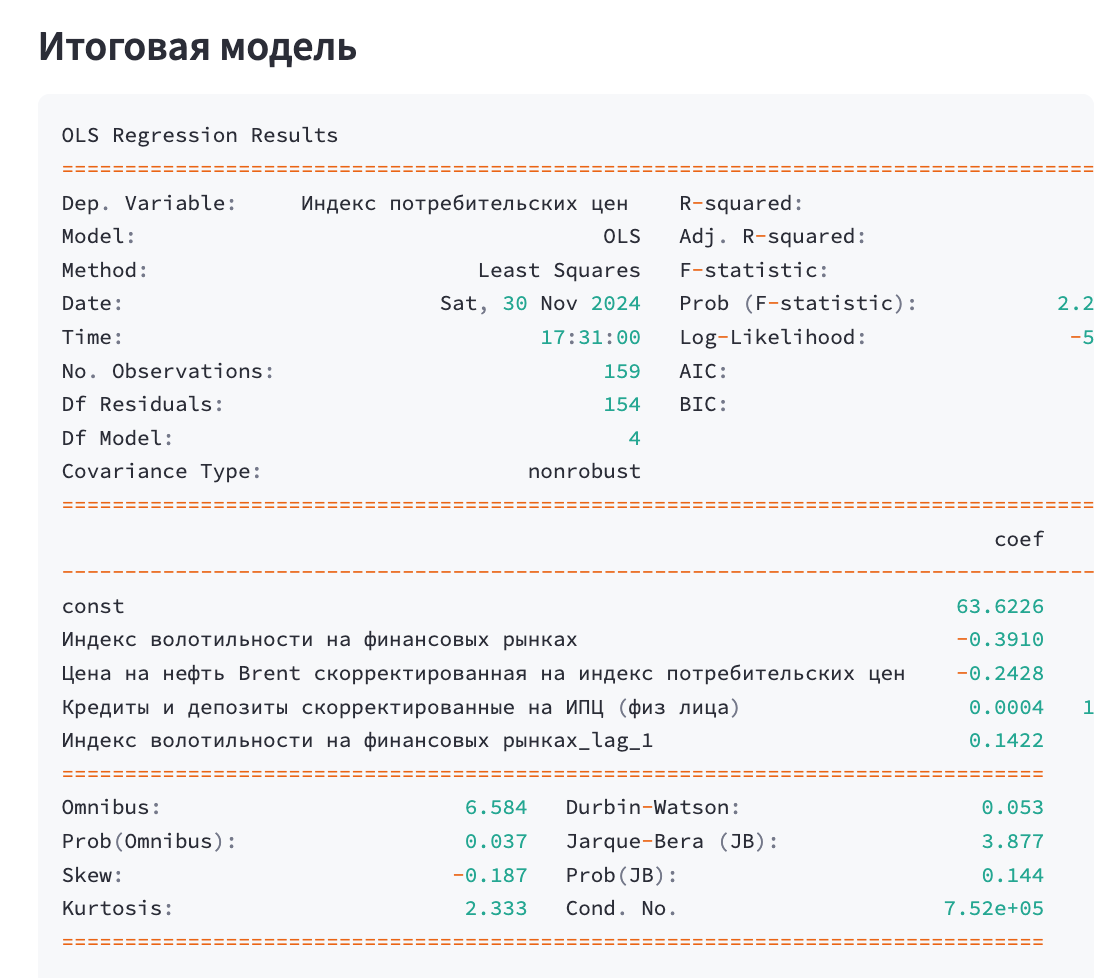 Итоговая модель
OLS Regression Results
==================================================================================
Dep. Variable: Индекс потребительских цен R-squared:
Model: OLS Adj. R-squared:
Method: Least Squares F-statistic:
Date: Sat, 30 Nov 2024 Prob (F-statistic): 2.2
Time: 17:31:00 Log-Likelihood: -5
No. Observations: 159 AIC:
Df Residuals: 154 BIC:
Df Model: 4
Covariance Type: nonrobust
==================================================================================
coef
----------------------------------------------------------------------------------
const 63.6226
Индекс волотильности на финансовых рынках -0.3910
Цена на нефть Brent скорректированная на индекс потребительских цен -0.2428
Кредиты и депозиты скорректированные на ИПЦ (физ лица) 0.0004 1
Индекс волотильности на финансовых рынках_lag_1 0.1422
==============================================================================
Omnibus: 6.584 Durbin-Watson: 0.053
Prob(Omnibus): 0.037 Jarque-Bera (JB): 3.877
Skew: -0.187 Prob(JB): 0.144
Kurtosis: 2.333 Cond. No. 7.52e+05
==============================================================================